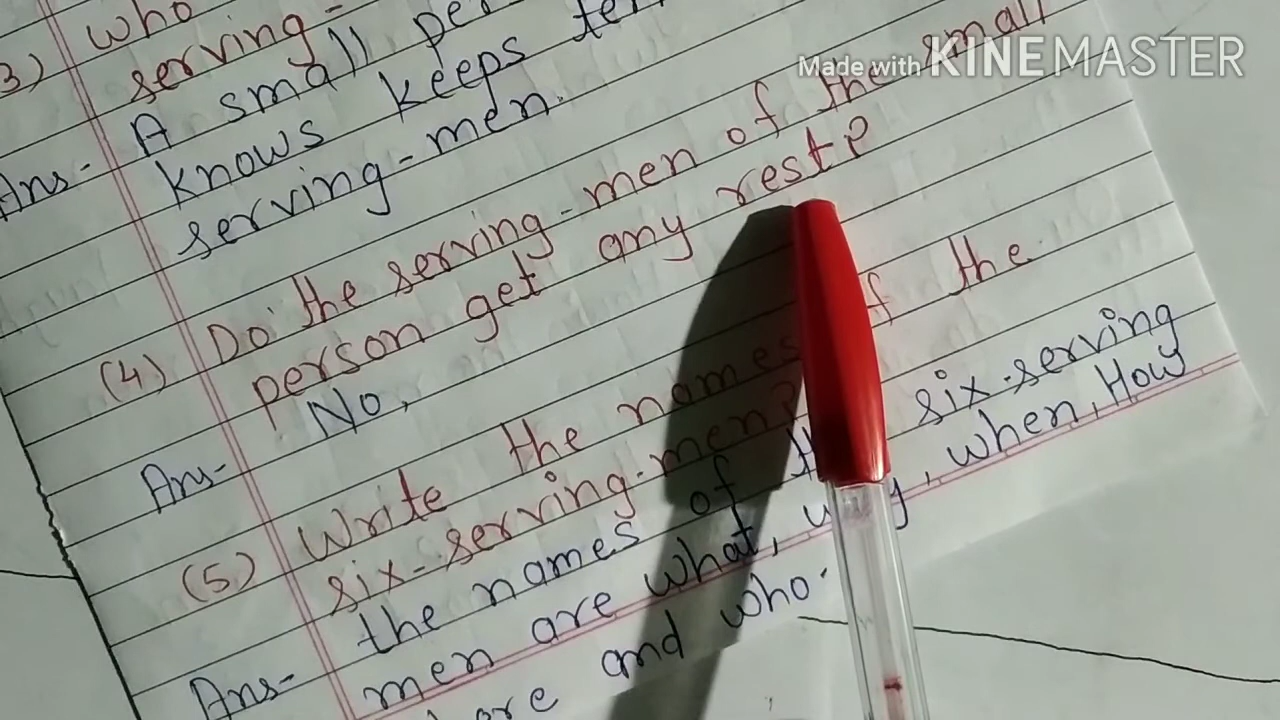 Made with KINEMASTER
3) who
serving-
Ans- A small
knows keeps
serving-men.
(4) Do the serving-men of the small
person get any rest?
Ans- No,
(5) Write the names of the
six-serving-men?
Ans- the names of six-serving
men are what, when, How
and who.